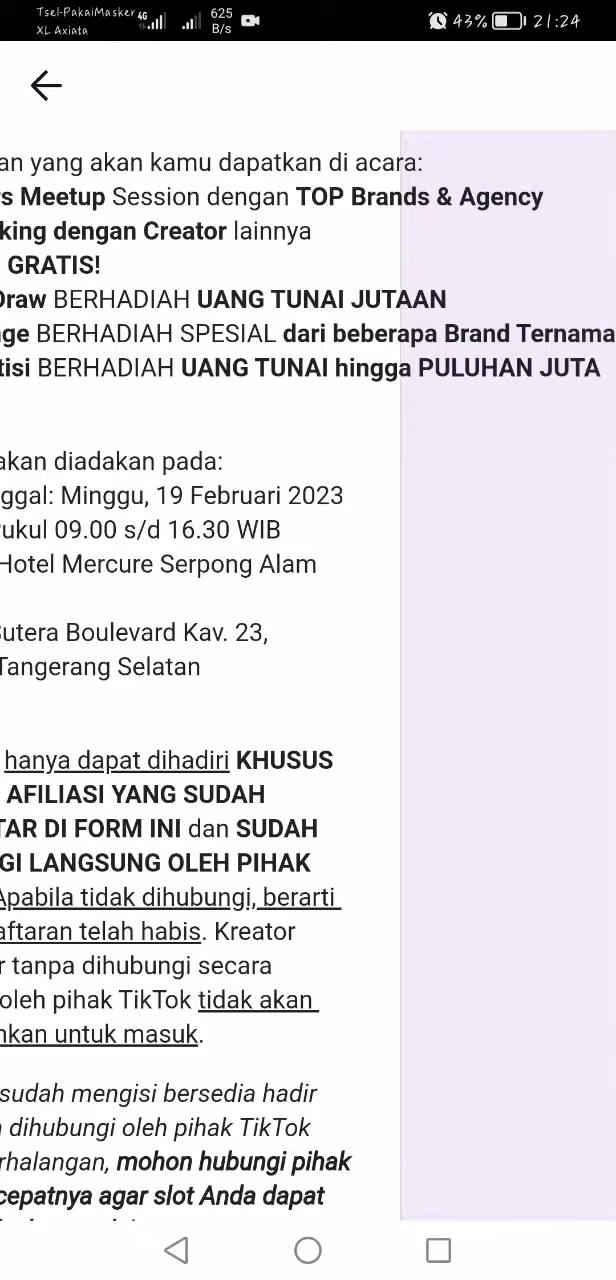 Tsel-PakaiMasker 4G
XL Axiata
625
B/s
43%
21:24
an yang akan kamu dapatkan di acara:
rs Meetup Session dengan TOP Brands & Agency
king dengan Creator lainnya
GRATIS!
Draw BERHADIAH UANG TUNAI JUTAAN
nge BERHADIAH SPESIAL dari beberapa Brand Ternama
tisi BERHADIAH UANG TUNAI hingga PULUHAN JUTA
akan diadakan pada:
ggal: Minggu, 19 Februari 2023
Pukul 09.00 s/d 16.30 WIB
Hotel Mercure Serpong Alam
Sutera Boulevard Kav. 23,
Tangerang Selatan
hanya dapat dihadiri KHUSUS
AFILIASI YANG SUDAH
TAR DI FORM INI dan SUDAH
GI LANGSUNG OLEH PIHAK
Apabila tidak dihubungi, berarti
aftaran telah habis. Kreator
r tanpa dihubungi secara
oleh pihak TikTok tidak akan
nkan untuk masuk.
sudah mengisi bersedia hadir
n dihubungi oleh pihak TikTok
rhalangan, mohon hubungi pihak
cepatnya agar slot Anda dapat